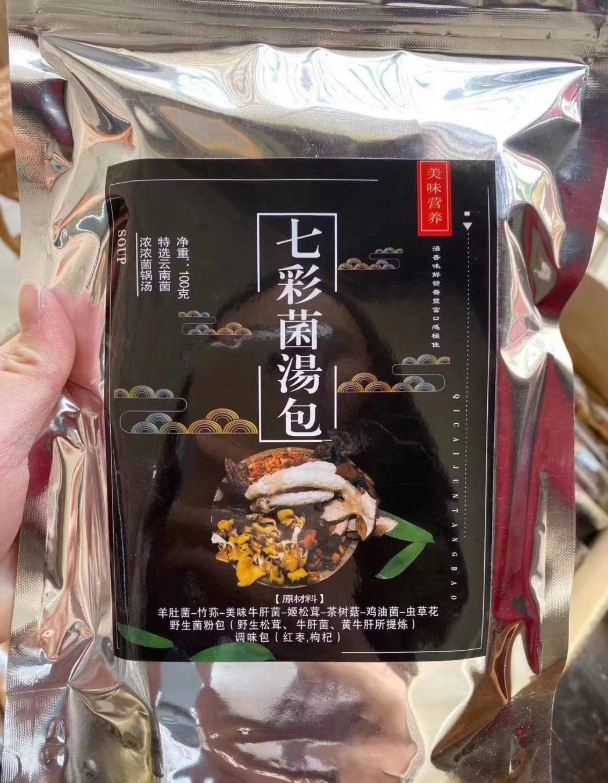 美味营养
七彩菌湯包
SOUP
净重：100克
特选云南菌
浓浓菌锅汤
QICAIJUNTANGBAO
【原材料】
羊肚菌-竹荪-美味牛肝菌-姬松茸-茶树菇-鸡油菌-虫草花
野生菌粉包（野生松茸、牛肝菌、黄牛肝所提炼）
调味包（红枣,枸杞）